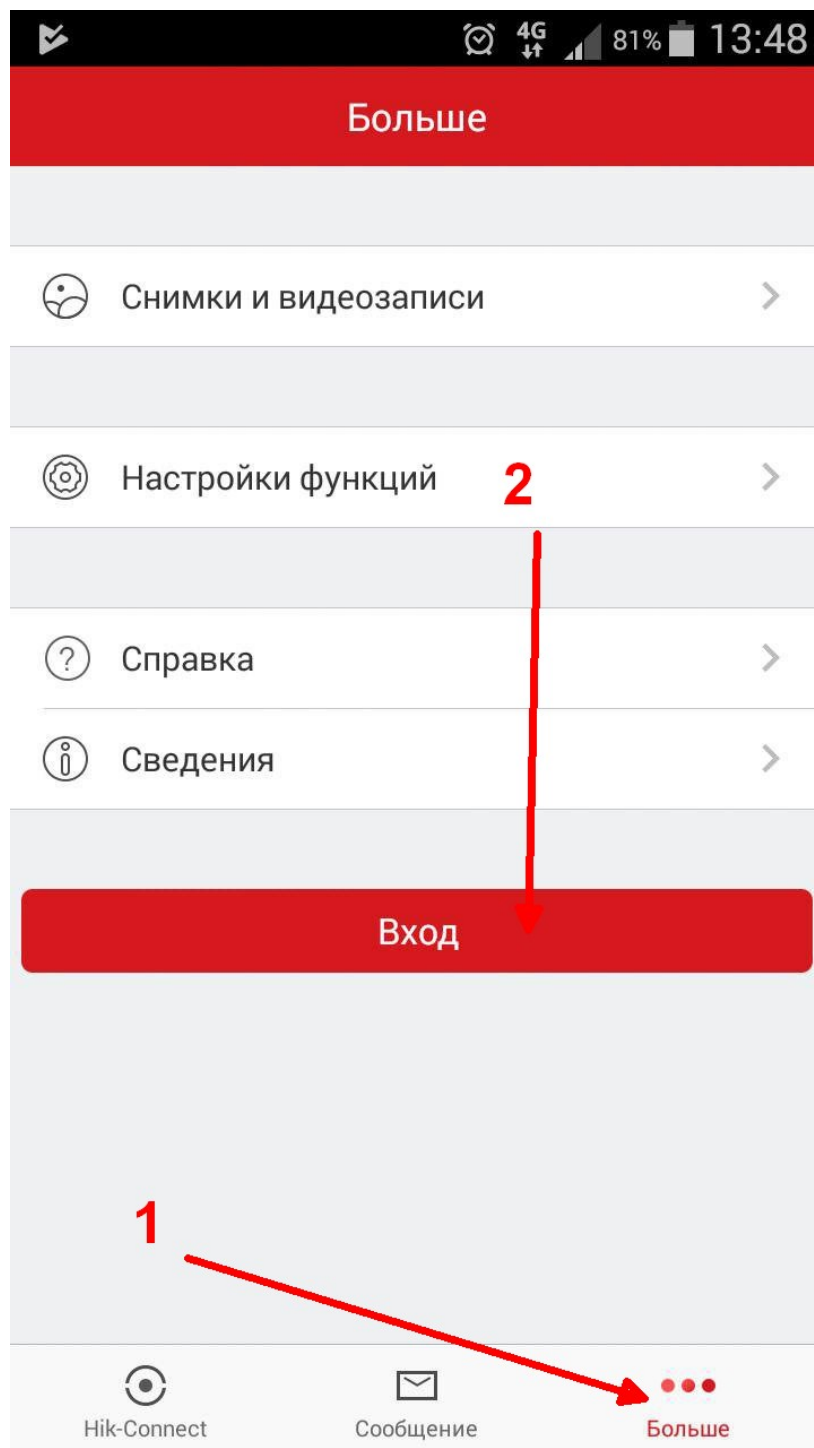 4G 81% 13:48
Больше
Снимки и видеозаписи
Настройки функций 2
Справка
Сведения
Вход
1
Hik-Connect Сообщение Больше